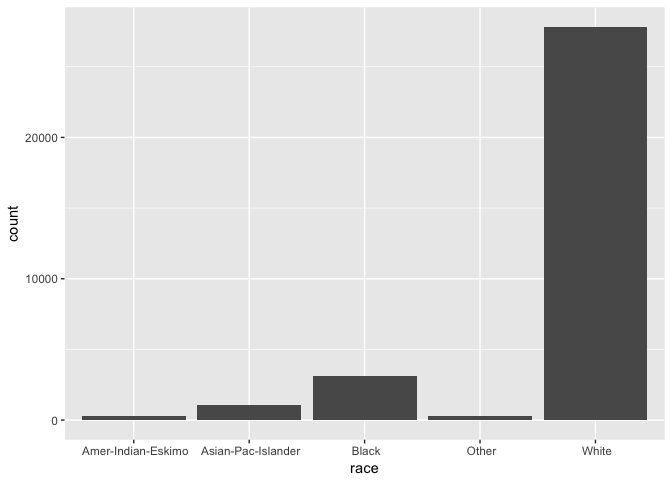 count
20000
10000
0
Amer-Indian-Eskimo Asian-Pac-Islander Black Other White
race